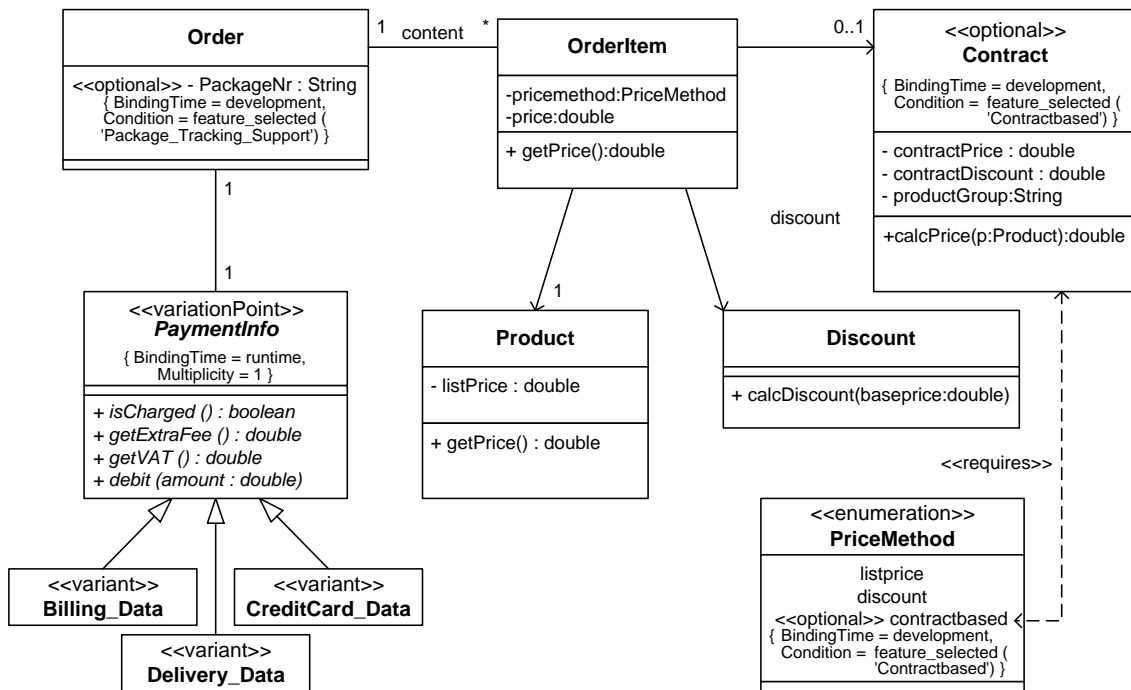 Order
<<optional>> - PackageNr : String
{ BindingTime = development,
Condition = feature_selected (
'Package_Tracking_Support') }
1
content
*
OrderItem
-pricemethod:PriceMethod
-price:double
+ getPrice():double
0..1
<<optional>>
Contract
{ BindingTime = development,
Condition = feature_selected (
'Contractbased') }
- contractPrice : double
- contractDiscount : double
- productGroup:String
+calcPrice(p:Product):double
1
1
discount
1
<<variationPoint>>
PaymentInfo
{ BindingTime = runtime,
Multiplicity = 1 }
+ isCharged () : boolean
+ getExtraFee () : double
+ getVAT () : double
+ debit (amount : double)
Product
- listPrice : double
+ getPrice() : double
Discount
+ calcDiscount(baseprice:double)
<<requires>>
<<variant>>
Billing_Data
<<variant>>
CreditCard_Data
<<variant>>
Delivery_Data
<<enumeration>>
PriceMethod
listprice
discount
<<optional>> contractbased
{ BindingTime = development,
Condition = feature_selected (
'Contractbased') }